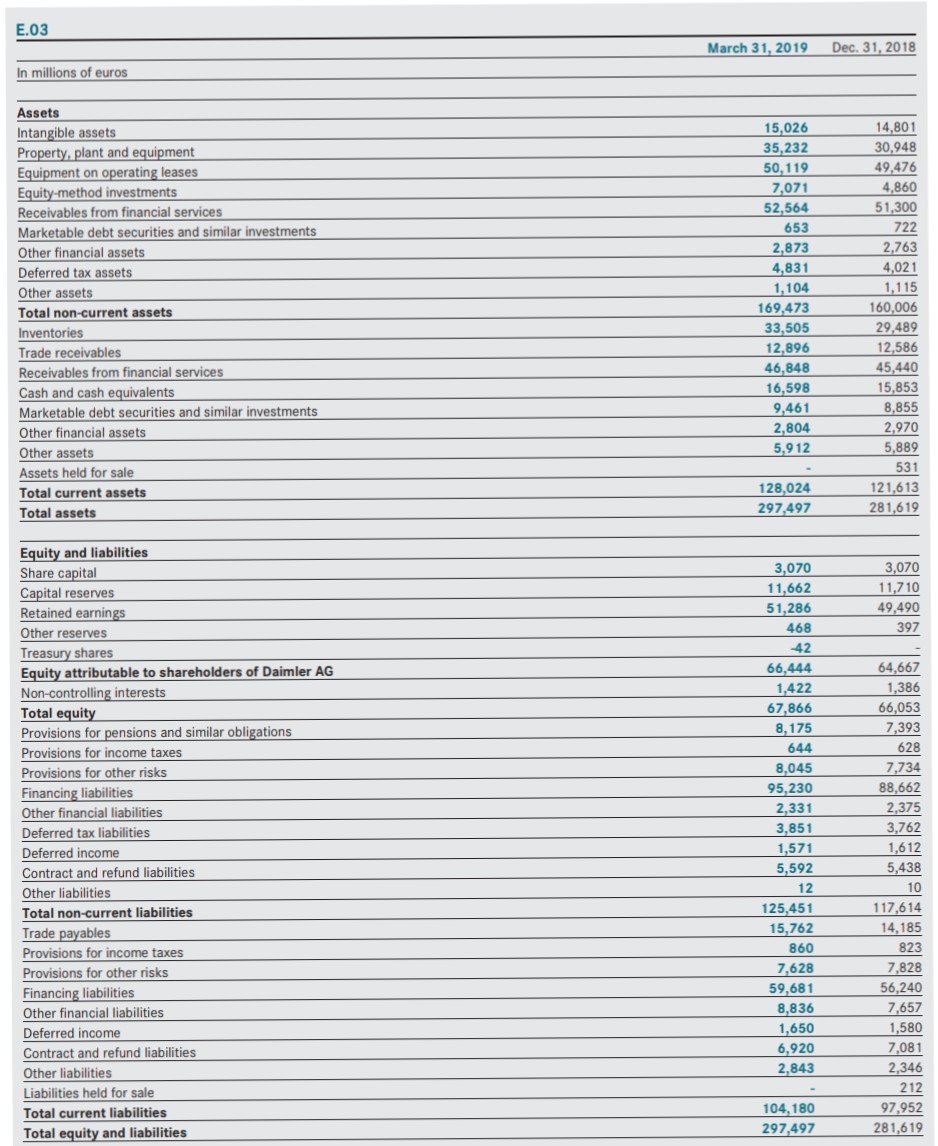 E.03
March 31, 2019 Dec. 31, 2018
In millions of euros
Assets
Intangible assets 15,026 14,801
Property, plant and equipment 35,232 30,948
Equipment on operating leases 50,119 49,476
Equity-method investments 7,071 4,860
Receivables from financial services 52,564 51,300
Marketable debt securities and similar investments 653 722
Other financial assets 2,873 2,763
Deferred tax assets 4,831 4,021
Other assets 1,104 1,115
Total non-current assets 169,473 160,006
Inventories 33,505 29,489
Trade receivables 12,896 12,586
Receivables from financial services 46,848 45,440
Cash and cash equivalents 16,598 15,853
Marketable debt securities and similar investments 9,461 8,855
Other financial assets 2,804 2,970
Other assets 5,912 5,889
Assets held for sale - 531
Total current assets 128,024 121,613
Total assets 297,497 281,619
Equity and liabilities
Share capital 3,070 3,070
Capital reserves 11,662 11,710
Retained earnings 51,286 49,490
Other reserves 468 397
Treasury shares -42 -
Equity attributable to shareholders of Daimler AG 66,444 64,667
Non-controlling interests 1,422 1,386
Total equity 67,866 66,053
Provisions for pensions and similar obligations 8,175 7,393
Provisions for income taxes 644 628
Provisions for other risks 8,045 7,734
Financing liabilities 95,230 88,662
Other financial liabilities 2,331 2,375
Deferred tax liabilities 3,851 3,762
Deferred income 1,571 1,612
Contract and refund liabilities 5,592 5,438
Other liabilities 12 10
Total non-current liabilities 125,451 117,614
Trade payables 15,762 14,185
Provisions for income taxes 860 823
Provisions for other risks 7,628 7,828
Financing liabilities 59,681 56,240
Other financial liabilities 8,836 7,657
Deferred income 1,650 1,580
Contract and refund liabilities 6,920 7,081
Other liabilities 2,843 2,346
Liabilities held for sale - 212
Total current liabilities 104,180 97,952
Total equity and liabilities 297,497 281,619